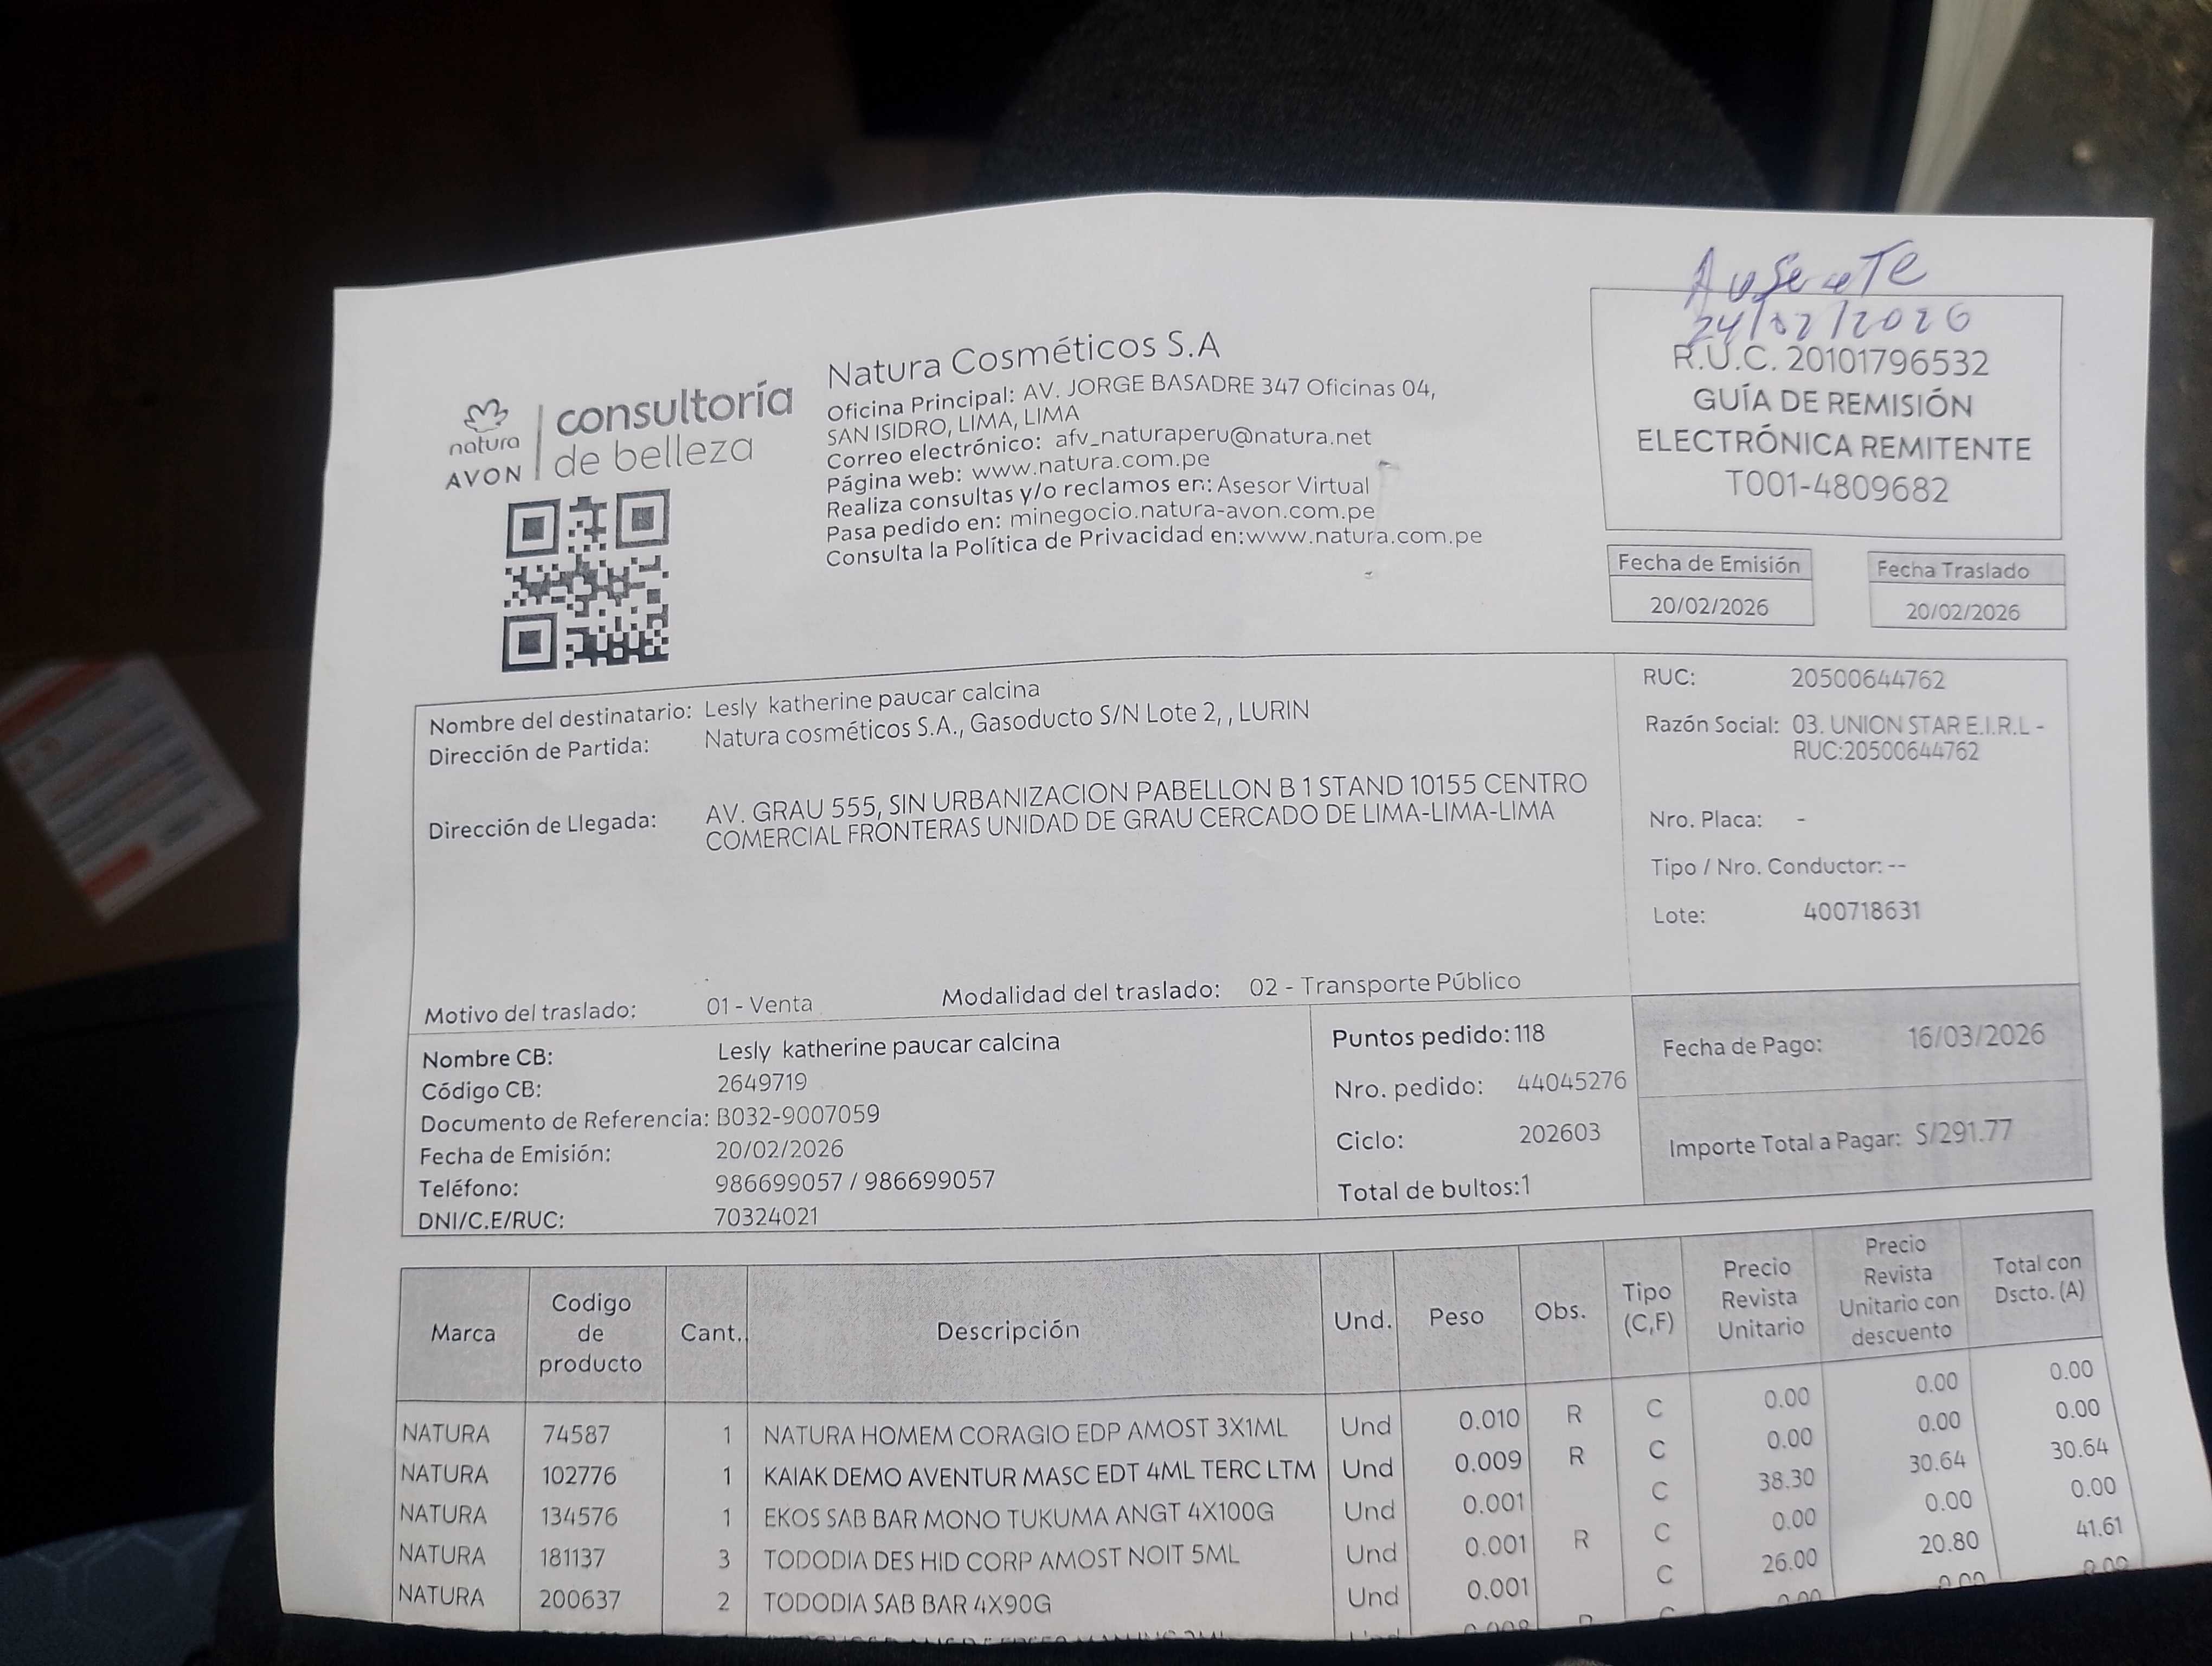 Ausente
24/02/2026
natura
AVON
consultoría
de belleza
Natura Cosméticos S.A
Oficina Principal: AV. JORGE BASADRE 347 Oficinas 04,
SAN ISIDRO, LIMA, LIMA
Correo electrónico: afv_naturaperu@natura.net
Página web: www.natura.com.pe
Realiza consultas y/o reclamos en: Asesor Virtual
Pasa pedido en: minegocio.natura-avon.com.pe
Consulta la Política de Privacidad en:www.natura.com.pe
R.U.C. 20101796532
GUÍA DE REMISIÓN
ELECTRÓNICA REMITENTE
T001-4809682
Fecha de Emisión Fecha Traslado
20/02/2026 20/02/2026
Nombre del destinatario: Lesly katherine paucar calcina
Dirección de Partida: Natura cosméticos S.A., Gasoducto S/N Lote 2, , LURIN
Dirección de Llegada: AV. GRAU 555, SIN URBANIZACION PABELLON B 1 STAND 10155 CENTRO
COMERCIAL FRONTERAS UNIDAD DE GRAU CERCADO DE LIMA-LIMA-LIMA
Motivo del traslado: 01 - Venta Modalidad del traslado: 02 - Transporte Público
RUC: 20500644762
Razón Social: 03. UNION STAR E.I.R.L -
RUC:20500644762
Nro. Placa: -
Tipo / Nro. Conductor: --
Lote: 400718631
Nombre CB: Lesly katherine paucar calcina
Código CB: 2649719
Documento de Referencia: B032-9007059
Fecha de Emisión: 20/02/2026
Teléfono: 986699057 / 986699057
DNI/C.E/RUC: 70324021
Puntos pedido: 118
Nro. pedido: 44045276
Ciclo: 202603
Total de bultos:1
Fecha de Pago: 16/03/2026
Importe Total a Pagar: S/291.77
Marca Codigo de producto Cant. Descripción Und. Peso Obs. Tipo (C,F) Precio Revista Unitario Precio Revista Unitario con descuento Total con Dscto. (A)
NATURA 74587 1 NATURA HOMEM CORAGIO EDP AMOST 3X1ML Und 0.010 R C 0.00 0.00 0.00
NATURA 102776 1 KAIAK DEMO AVENTUR MASC EDT 4ML TERC LTM Und 0.009 R C 0.00 0.00 0.00
NATURA 134576 1 EKOS SAB BAR MONO TUKUMA ANGT 4X100G Und 0.001 C 38.30 30.64 30.64
NATURA 181137 3 TODODIA DES HID CORP AMOST NOIT 5ML Und 0.001 R C 0.00 0.00 0.00
NATURA 200637 2 TODODIA SAB BAR 4X90G Und 0.001 C 26.00 20.80 41.61